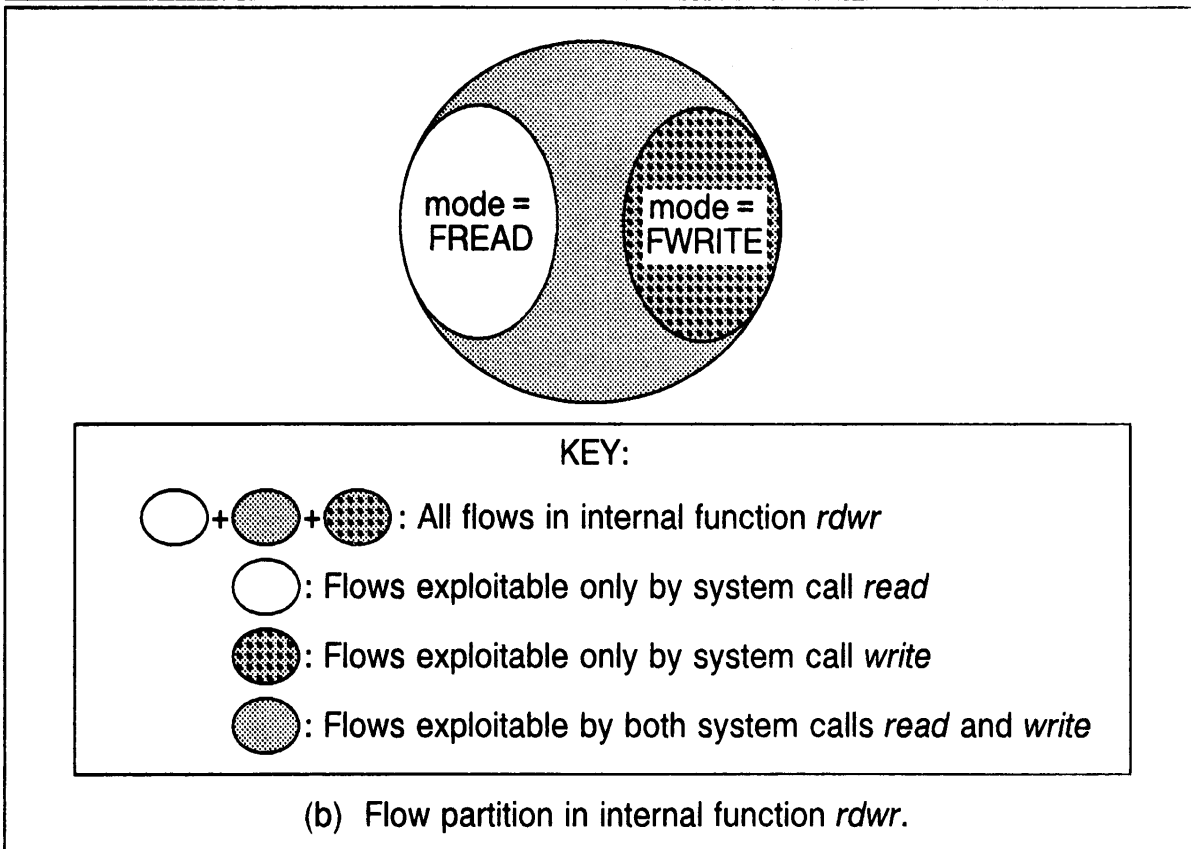 mode =
FREAD
mode =
FWRITE
KEY:
+ + : All flows in internal function rdwr
: Flows exploitable only by system call read
: Flows exploitable only by system call write
: Flows exploitable by both system calls read and write
(b) Flow partition in internal function rdwr.